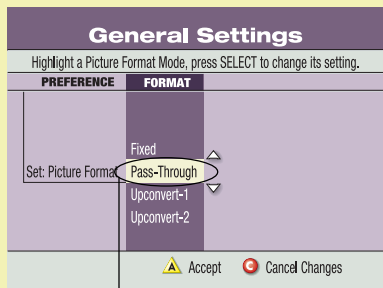 General Settings
Highlight a Picture Format Mode, press SELECT to change its setting.
PREFERENCE FORMAT
Fixed
Set: Picture Format Pass-Through
Upconvert-1
Upconvert-2
A Accept C Cancel Changes